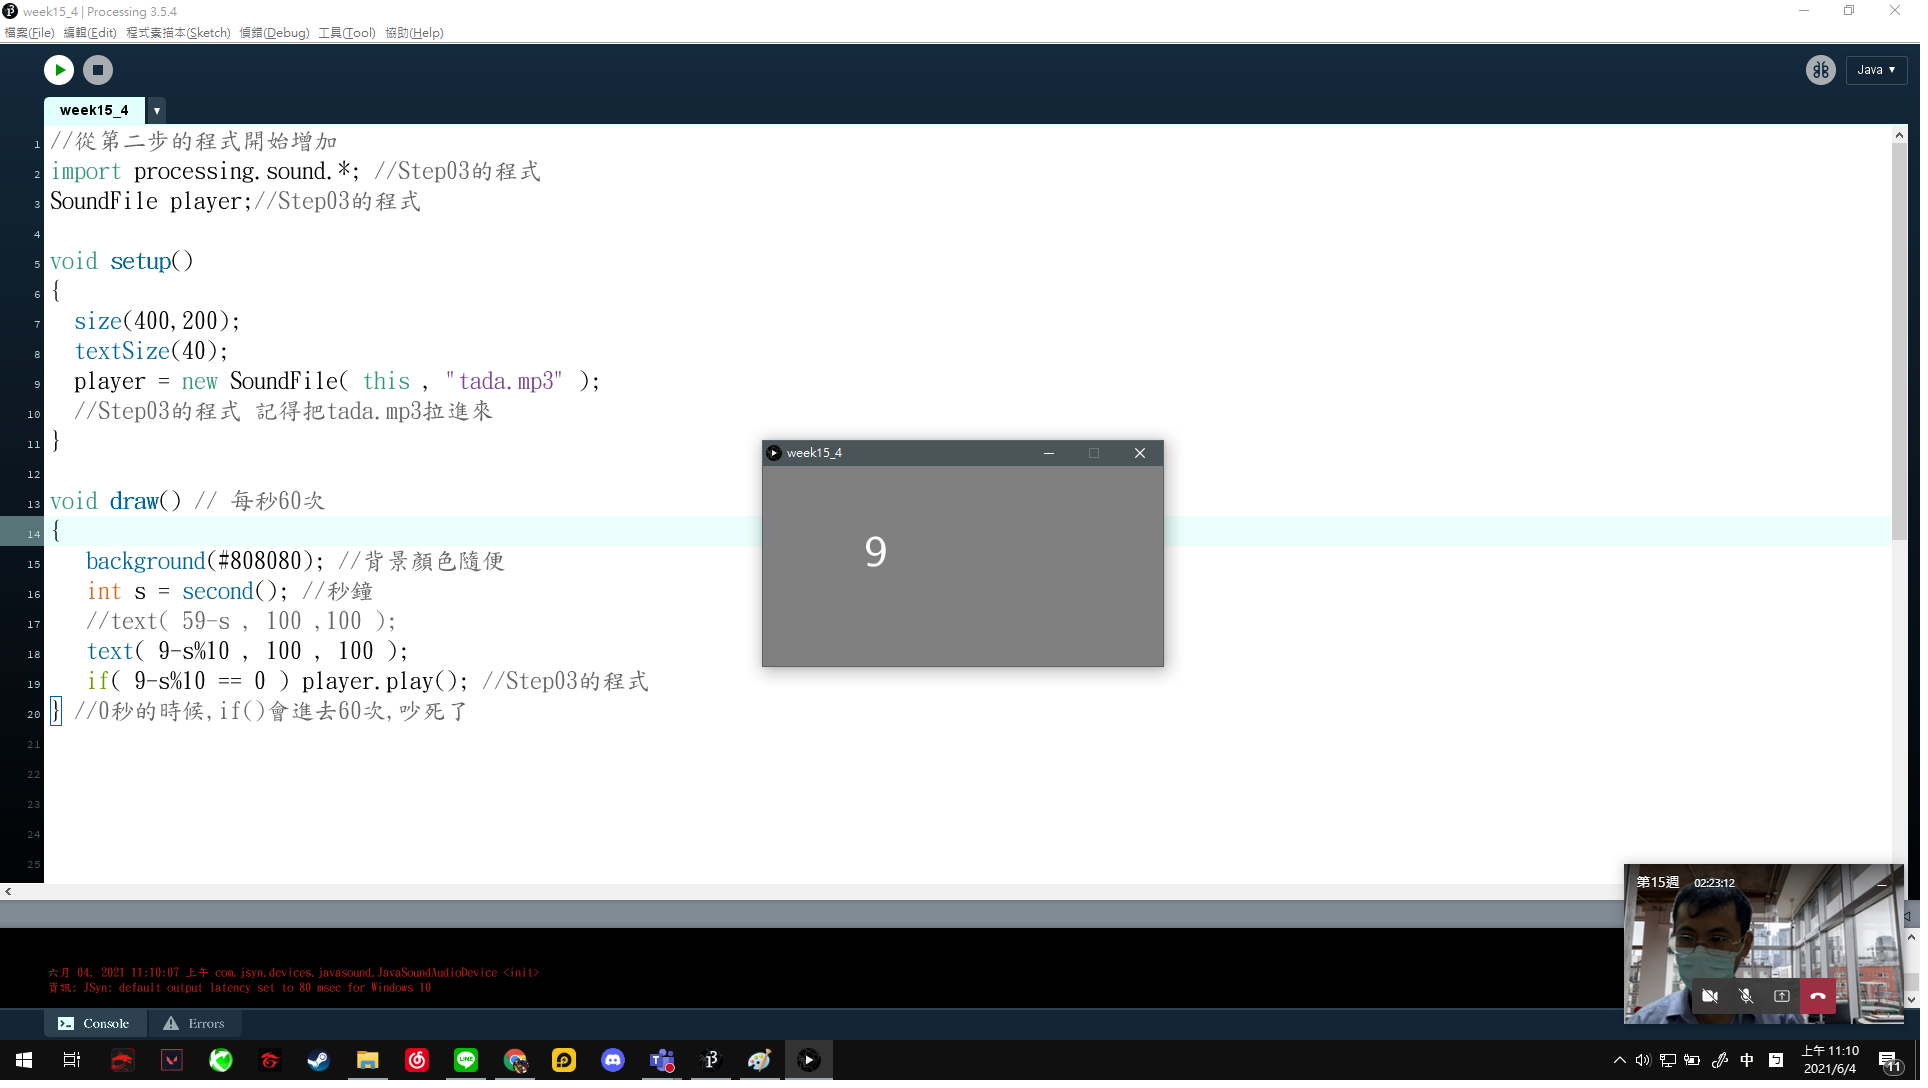 week15_4 | Processing 3.5.4
檔案(File) 編輯(Edit) 程式素描本(Sketch) 偵錯(Debug) 工具(Tool) 協助(Help)
Java ▼
week15_4 ▼
1 //從第二步的程式開始增加
2 import processing.sound.*; //Step03的程式
3 SoundFile player;//Step03的程式
4
5 void setup()
6 {
7 size(400,200);
8 textSize(40);
9 player = new SoundFile( this , "tada.mp3" );
10 //Step03的程式 記得把tada.mp3拉進來
11 }
12
13 void draw() // 每秒60次
14 {
15 background(#808080); //背景顏色隨便
16 int s = second(); //秒鐘
17 //text( 59-s , 100 ,100 );
18 text( 9-s%10 , 100 , 100 );
19 if( 9-s%10 == 0 ) player.play(); //Step03的程式
20 } //0秒的時候,if()會進去60次,吵死了
21
22
23
24
25
week15_4
9
第15週 02:23:12
六月 04, 2021 11:10:07 上午 com.jsyn.devices.javasound.JavaSoundAudioDevice <init>
資訊: JSyn: default output latency set to 80 msec for Windows 10
Console Errors
中
上午 11:10
2021/6/4
11